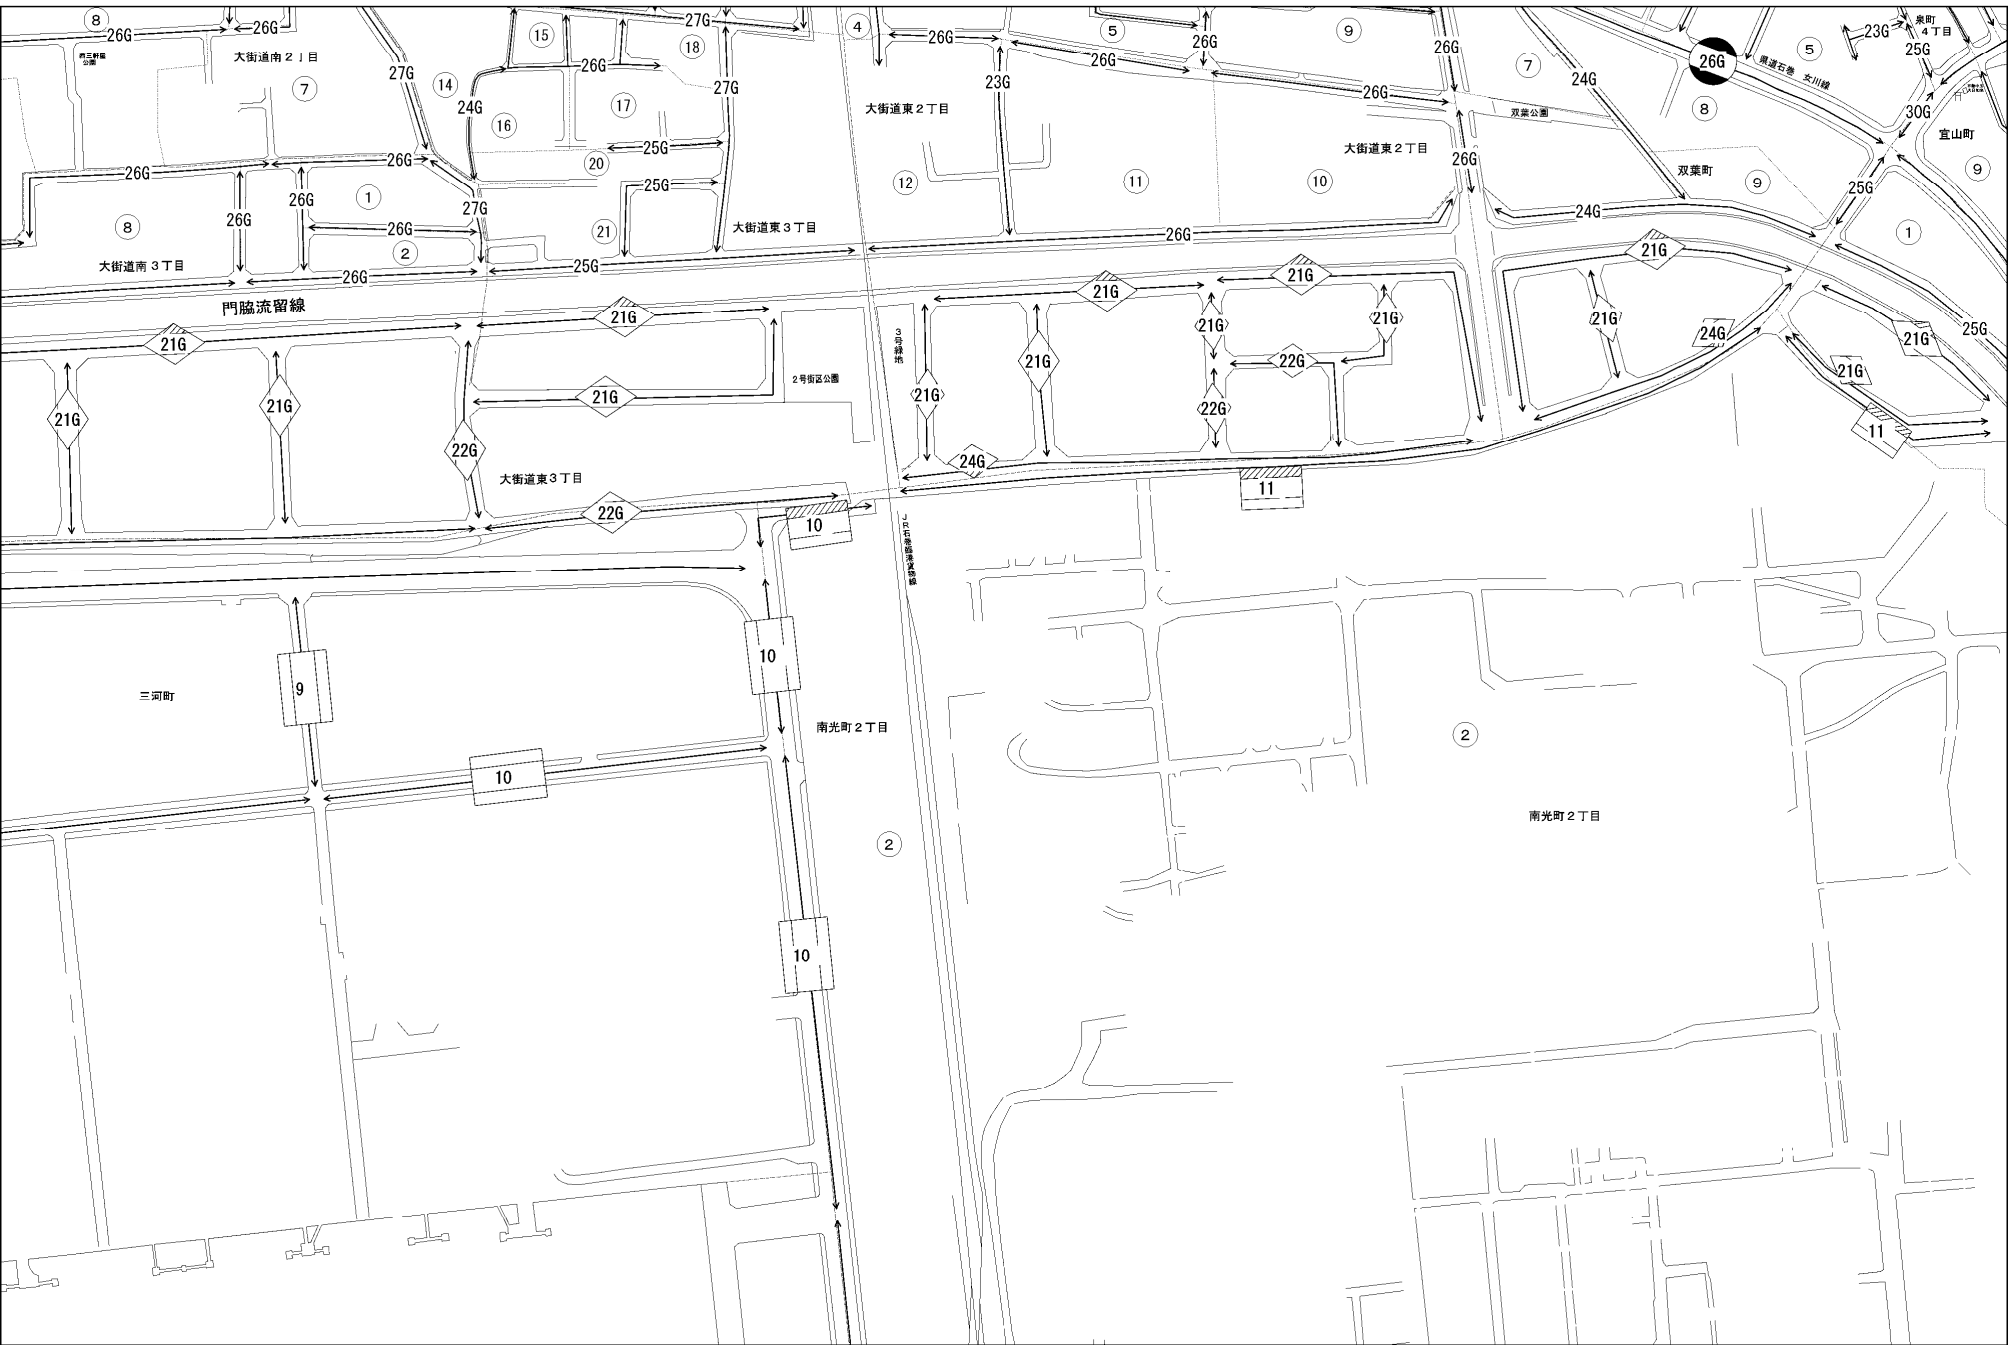 8
26G
26G
大街道南2丁目
7
27G
14
15
27G
18
26G
24G
16
17
27G
4
26G
23G
26G
5
26G
9
26G
26G
大街道東2丁目
双葉公園
7
24G
26G
県道石巻 女川線
5
23G
25G
泉町
4丁目
8
30G
宜山町
9
26G
26G
25G
20
26G
大街道東2丁目
双葉町
9
25G
26G
26G
1
27G
25G
12
11
10
24G
26G
8
26G
2
21
大街道東3丁目
26G
1
大街道南3丁目
26G
25G
21G
門脇流留線
21G
21G
21G
21G
21G
21G
21G
24G
21G
25G
3号緑地
21G
22G
2号街区公園
21G
21G
21G
21G
21G
22G
22G
24G
11
大街道東3丁目
11
22G
10
JR石巻臨港貨物線
10
9
三河町
南光町2丁目
2
10
南光町2丁目
2
10